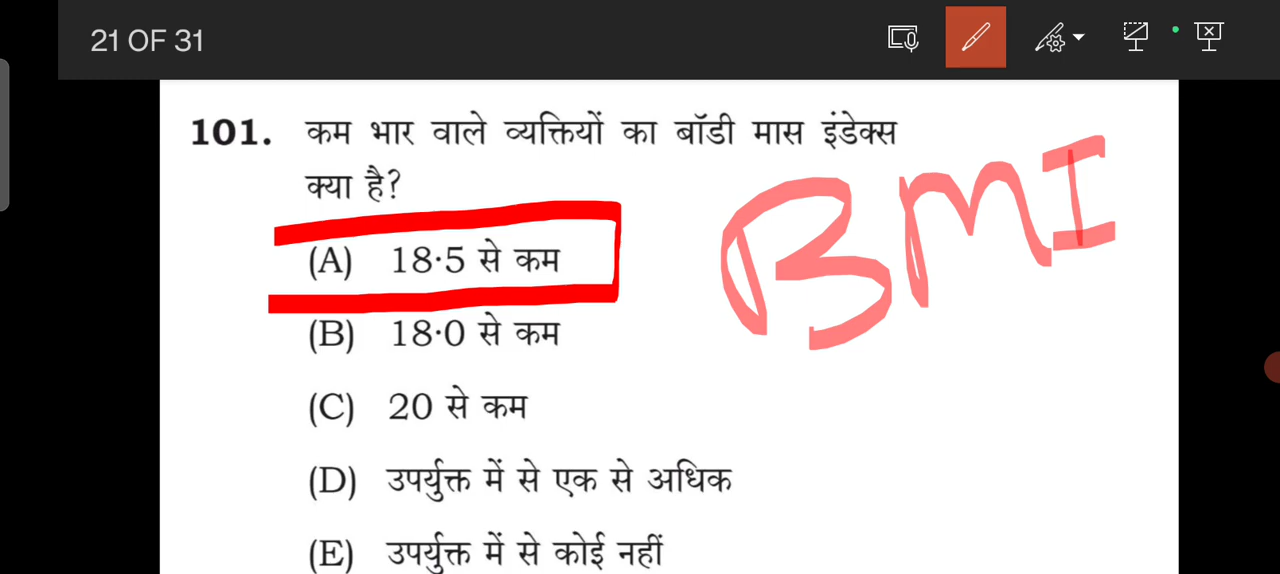 21 OF 31
101. कम भार वाले व्यक्तियों का बॉडी मास इंडेक्स
क्या है?
BMI
(A) 18·5 से कम
(B) 18·0 से कम
(C) 20 से कम
(D) उपर्युक्त में से एक से अधिक
(E) उपर्युक्त में से कोई नहीं